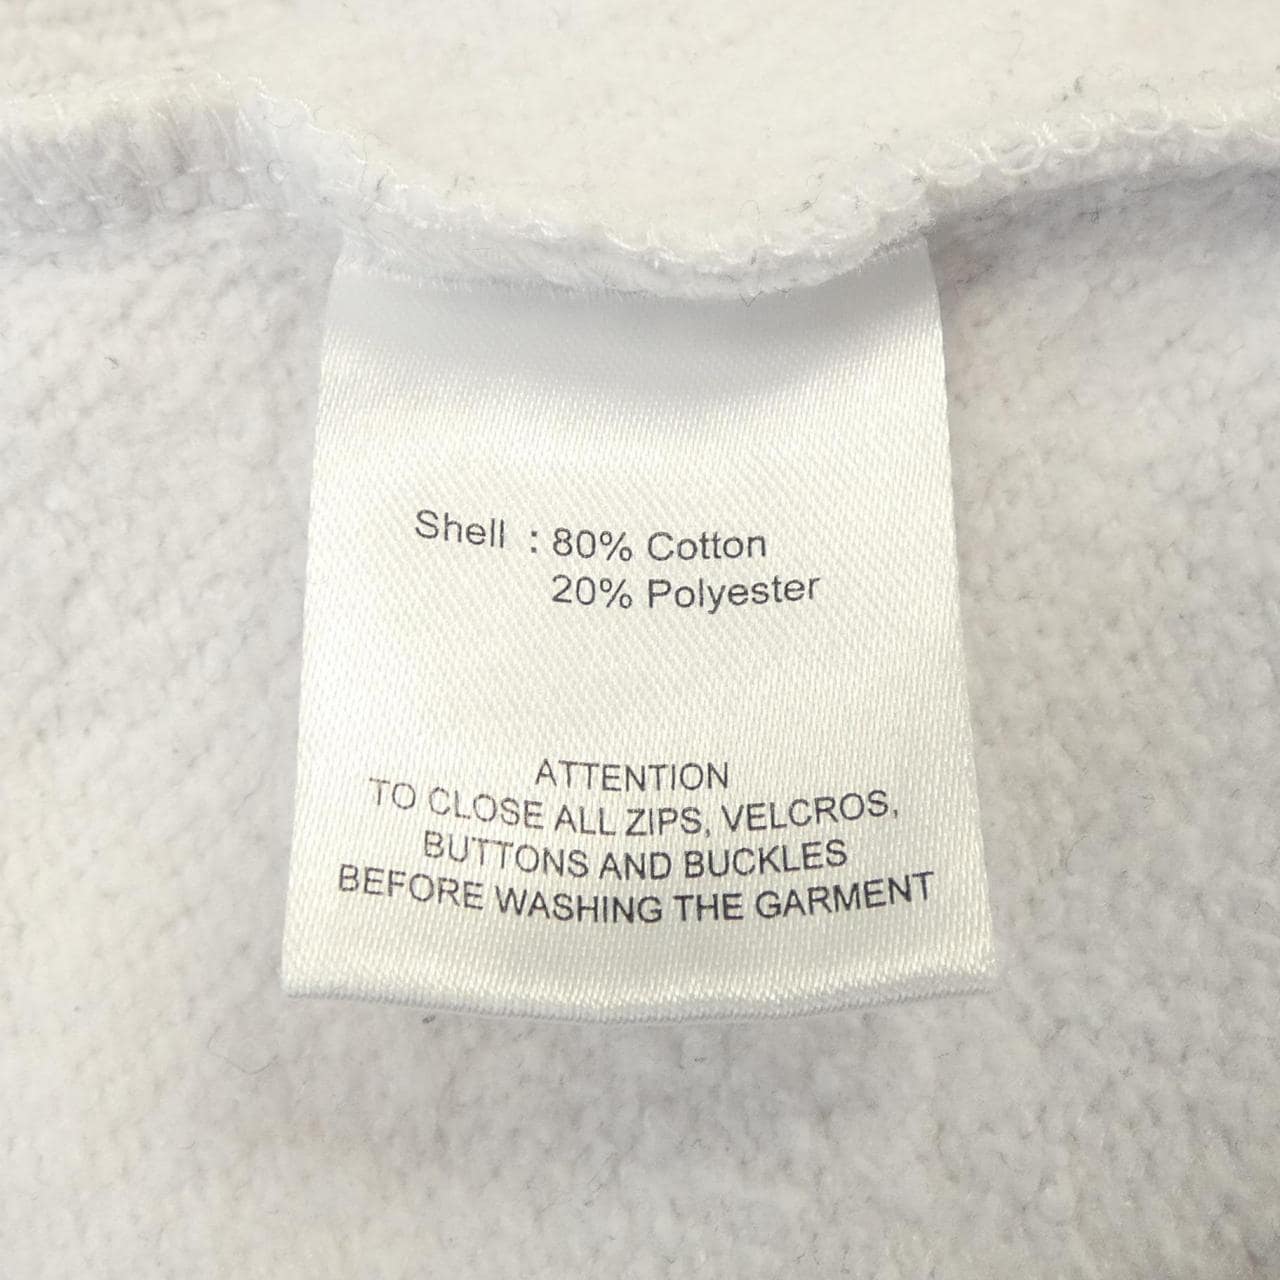 Shell : 80% Cotton
20% Polyester
ATTENTION
TO CLOSE ALL ZIPS, VELCROS,
BUTTONS AND BUCKLES
BEFORE WASHING THE GARMENT